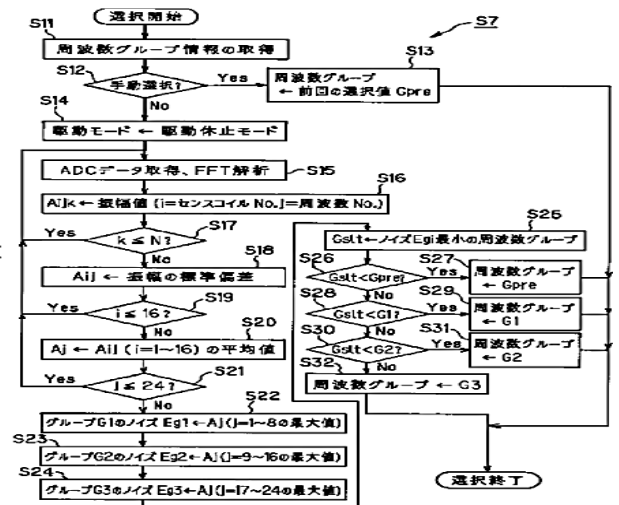 選択開始
S7
S11
周波数グループ情報の取得
S12
手動選択?
Yes
No
S13
周波数グループ
← 前回の選択値 Gpre
S14
駆動モード ← 駆動休止モード
ADCデータ取得、FFT解析
S15
S16
Aijk ← 振幅値 (i=センスコイル No.j=周波数 No.)
S17
k ≤ N?
Yes
No
S18
Aij ← 振幅の標準偏差
S19
i ≤ 16?
Yes
No
S20
Aj ← Aij (i=1~16) の平均値
S21
j ≤ 24?
Yes
No
S22
グループG1のノイズ Eg1 ← Aj (j=1~8の最大値)
S23
グループG2のノイズ Eg2 ← Aj (j=9~16の最大値)
S24
グループG3のノイズ Eg3 ← Aj (j=17~24の最大値)
S25
Gslt ← ノイズEgi最小の周波数グループ
S26
Gslt<Gpre?
Yes
No
S27
周波数グループ
← Gpre
S28
Gslt<G1?
Yes
No
S29
周波数グループ
← G1
S30
Gslt<G2?
Yes
No
S31
周波数グループ
← G2
S32
周波数グループ ← G3
選択終了